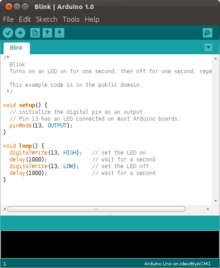 Blink | Arduino 1.0
File Edit Sketch Tools Help
Blink
/*
  Blink
  Turns on an LED on for one second, then off for one second, repe

  This example code is in the public domain.
 */

void setup() {
  // initialize the digital pin as an output.
  // Pin 13 has an LED connected on most Arduino boards:
  pinMode(13, OUTPUT);
}

void loop() {
  digitalWrite(13, HIGH);   // set the LED on
  delay(1000);              // wait for a second
  digitalWrite(13, LOW);    // set the LED off
  delay(1000);              // wait for a second
}
1
Arduino Uno on /dev/ttyACM1